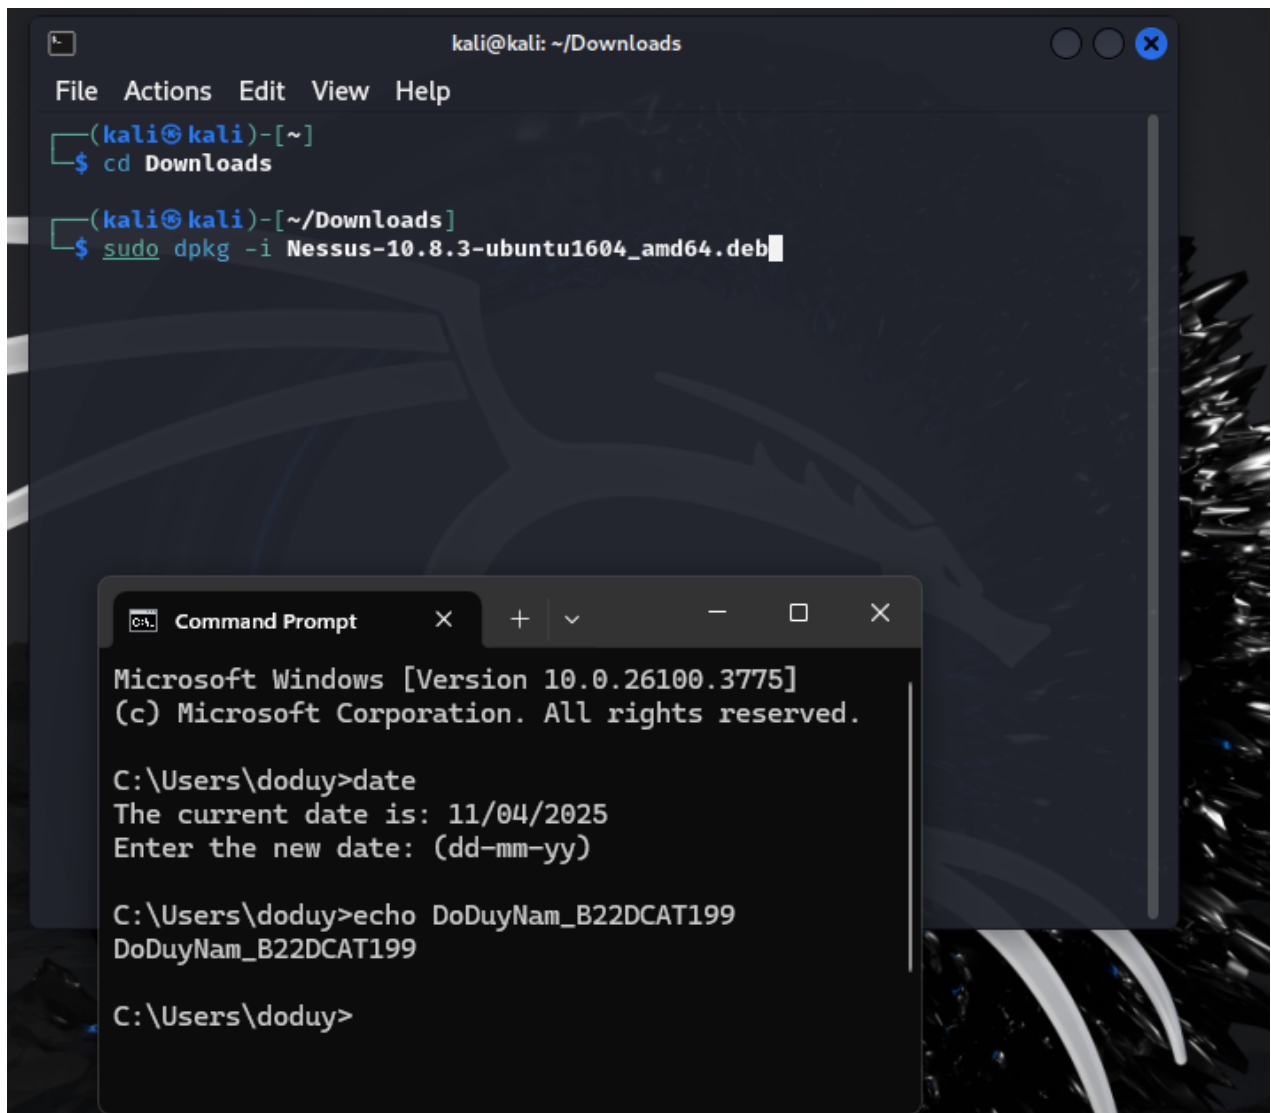 kali@kali: ~/Downloads
File Actions Edit View Help
┌──(kali㉿kali)-[~]
└─$ cd Downloads
┌──(kali㉿kali)-[~/Downloads]
└─$ sudo dpkg -i Nessus-10.8.3-ubuntu1604_amd64.deb
Command Prompt
Microsoft Windows [Version 10.0.26100.3775]
(c) Microsoft Corporation. All rights reserved.
C:\Users\doduy>date
The current date is: 11/04/2025
Enter the new date: (dd-mm-yy)
C:\Users\doduy>echo DoDuyNam_B22DCAT199
DoDuyNam_B22DCAT199
C:\Users\doduy>